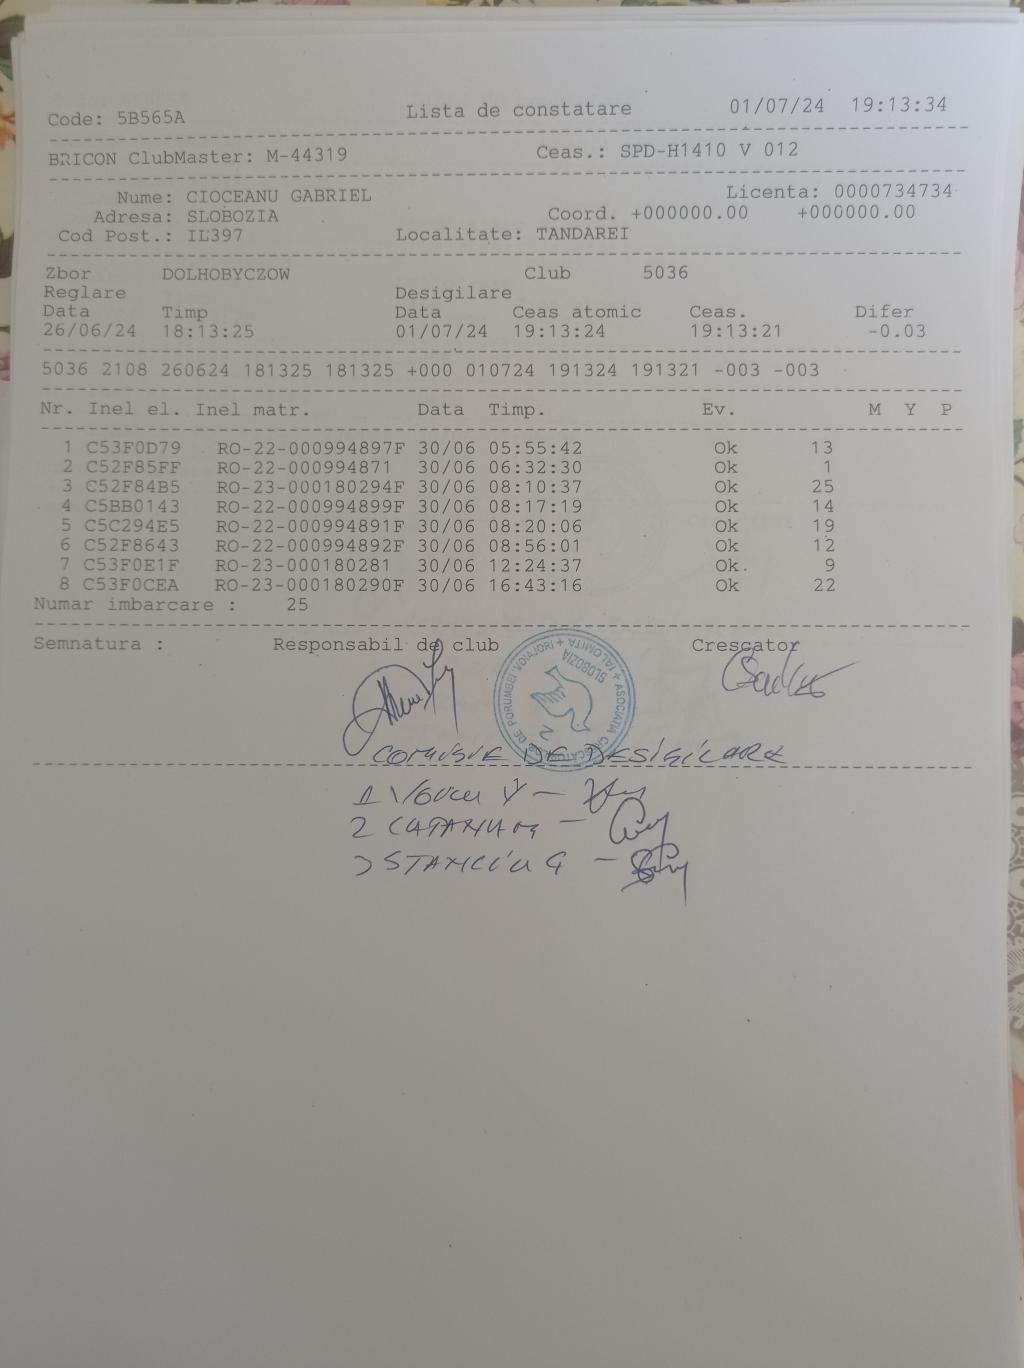 Code: 5B565A Lista de constatare 01/07/24 19:13:34
BRICON ClubMaster: M-44319 Ceas.: SPD-H1410 V 012
Nume: CIOCEANU GABRIEL Licenta: 0000734734
Adresa: SLOBOZIA Coord. +000000.00 +000000.00
Cod Post.: IL397 Localitate: TANDAREI
Zbor DOLHOBYCZOW Club 5036
Reglare Desigilare
Data Timp Data Ceas atomic Ceas. Difer
26/06/24 18:13:25 01/07/24 19:13:24 19:13:21 -0.03
5036 2108 260624 181325 181325 +000 010724 191324 191321 -003 -003
Nr. Inel el. Inel matr. Data Timp. Ev. M Y P
1 C53F0D79 RO-22-000994897F 30/06 05:55:42 Ok 13
2 C52F85FF RO-22-000994871 30/06 06:32:30 Ok 1
3 C52F84B5 RO-23-000180294F 30/06 08:10:37 Ok 25
4 C5BB0143 RO-22-000994899F 30/06 08:17:19 Ok 14
5 C5C294E5 RO-22-000994891F 30/06 08:20:06 Ok 19
6 C52F8643 RO-22-000994892F 30/06 08:56:01 Ok 12
7 C53F0E1F RO-23-000180281 30/06 12:24:37 Ok. 9
8 C53F0CEA RO-23-000180290F 30/06 16:43:16 Ok 22
Numar imbarcare : 25
Semnatura : Responsabil de club Crescator
ASOCIATIA DE PORUMBEI VOIAJORI + IALOMITA +
SLOBOZIA
2
DE DESIGILARE
1
2
3 STANCIU G